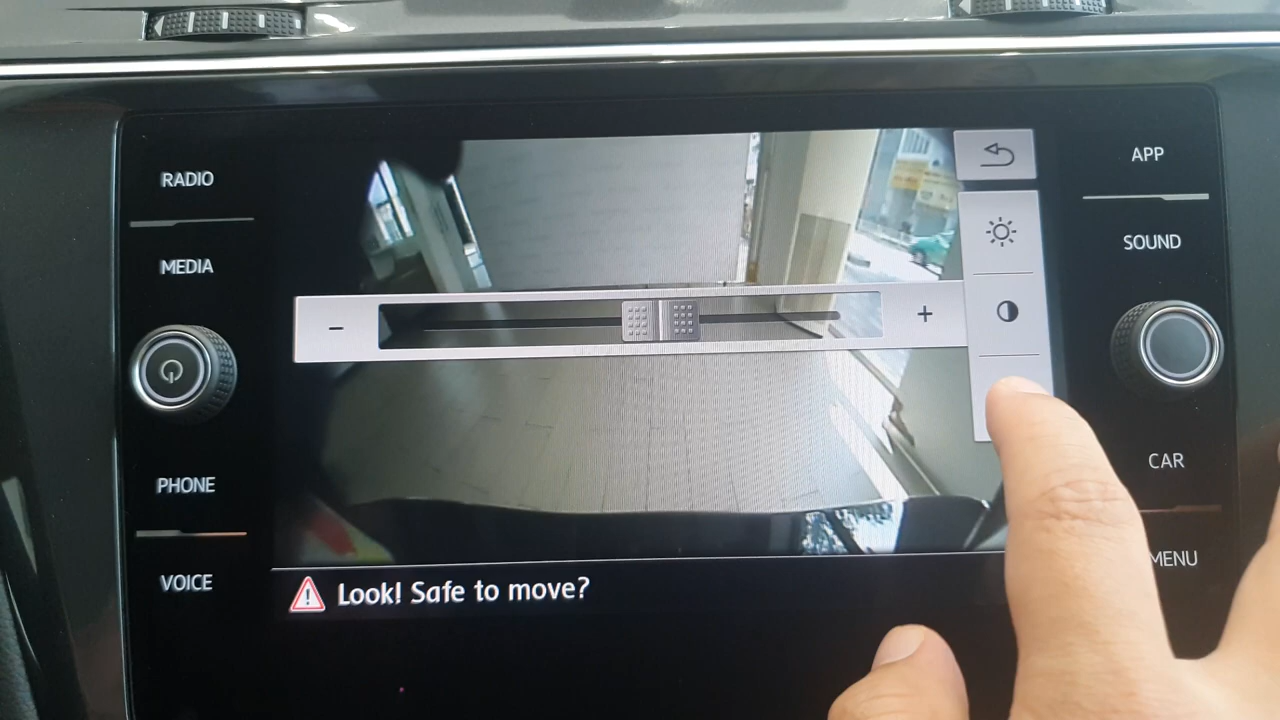 RADIO
MEDIA
PHONE
VOICE
APP
SOUND
CAR
MENU
-
+
Look! Safe to move?